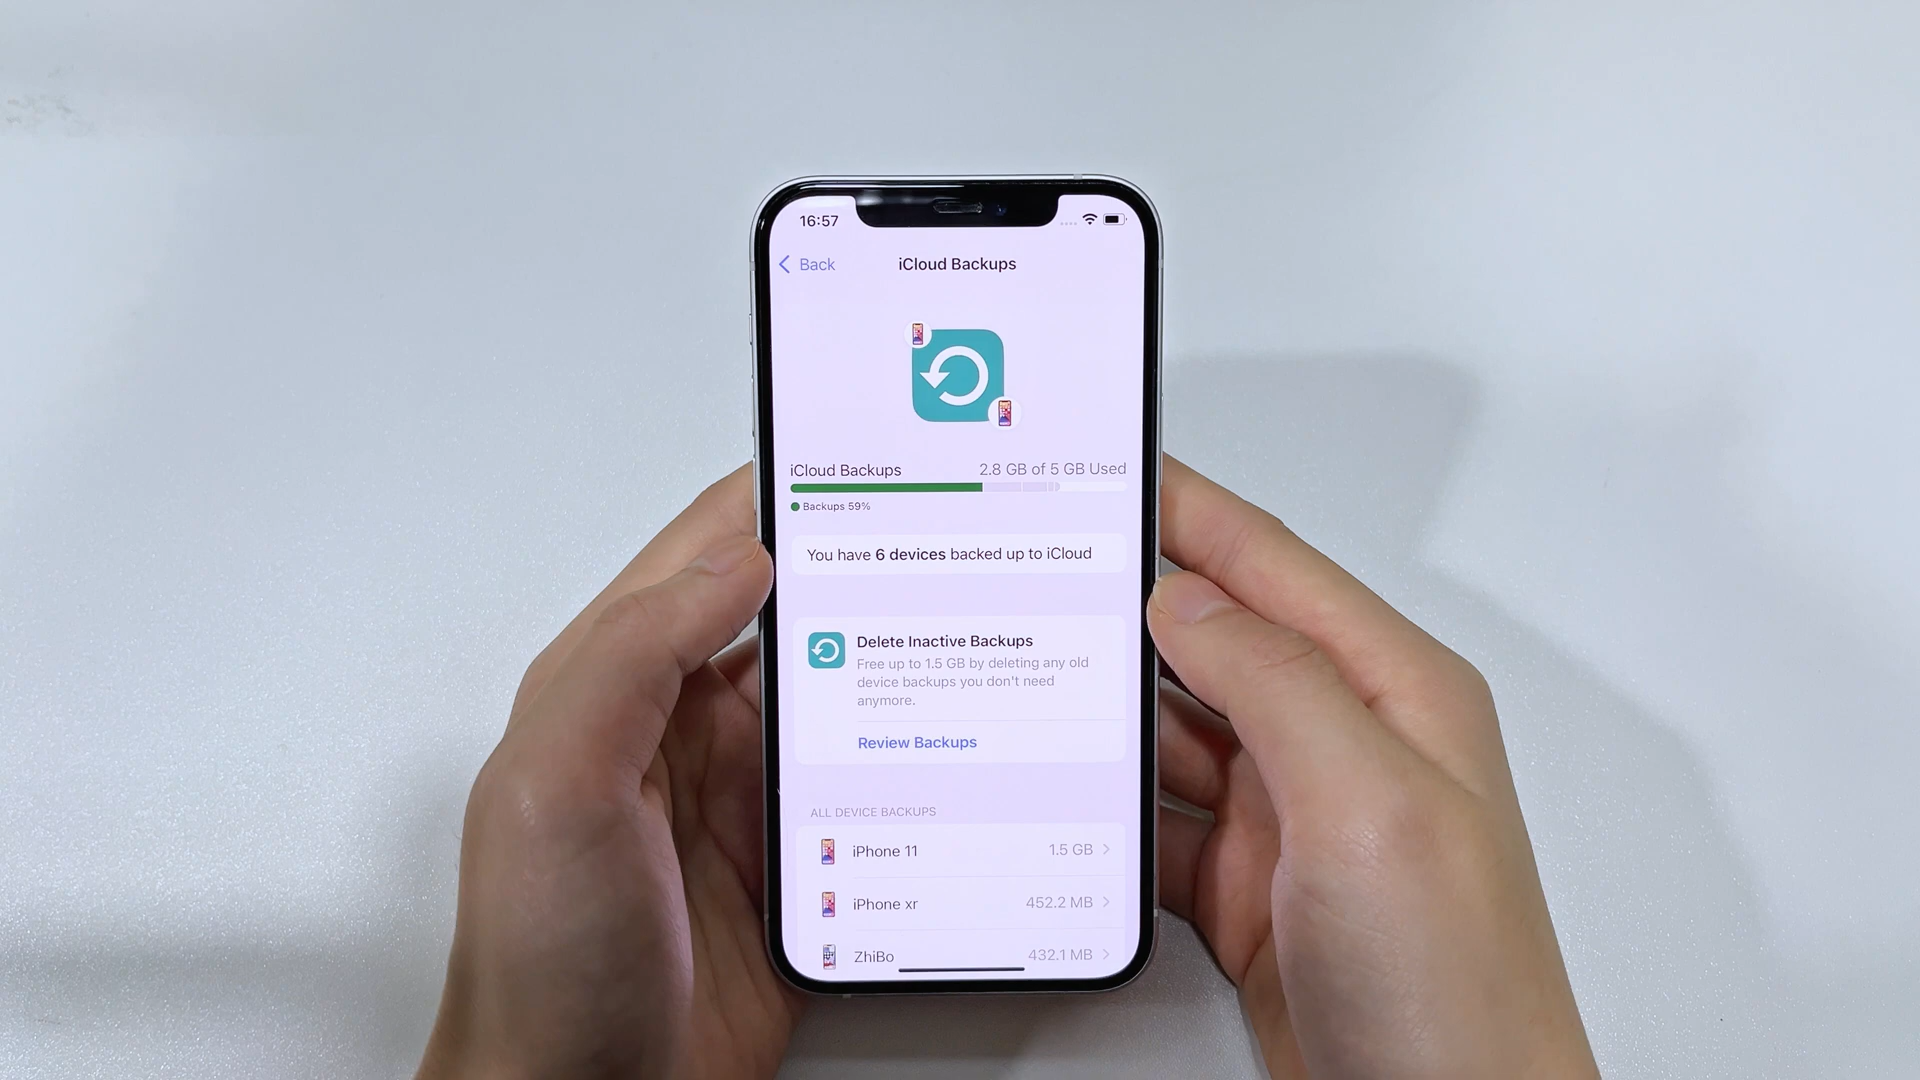 16:57
Back
iCloud Backups
iCloud Backups 2.8 GB of 5 GB Used
Backups 59%
You have 6 devices backed up to iCloud
Delete Inactive Backups
Free up to 1.5 GB by deleting any old
device backups you don't need
anymore.
Review Backups
ALL DEVICE BACKUPS
iPhone 11 1.5 GB
iPhone xr 452.2 MB
ZhiBo 432.1 MB